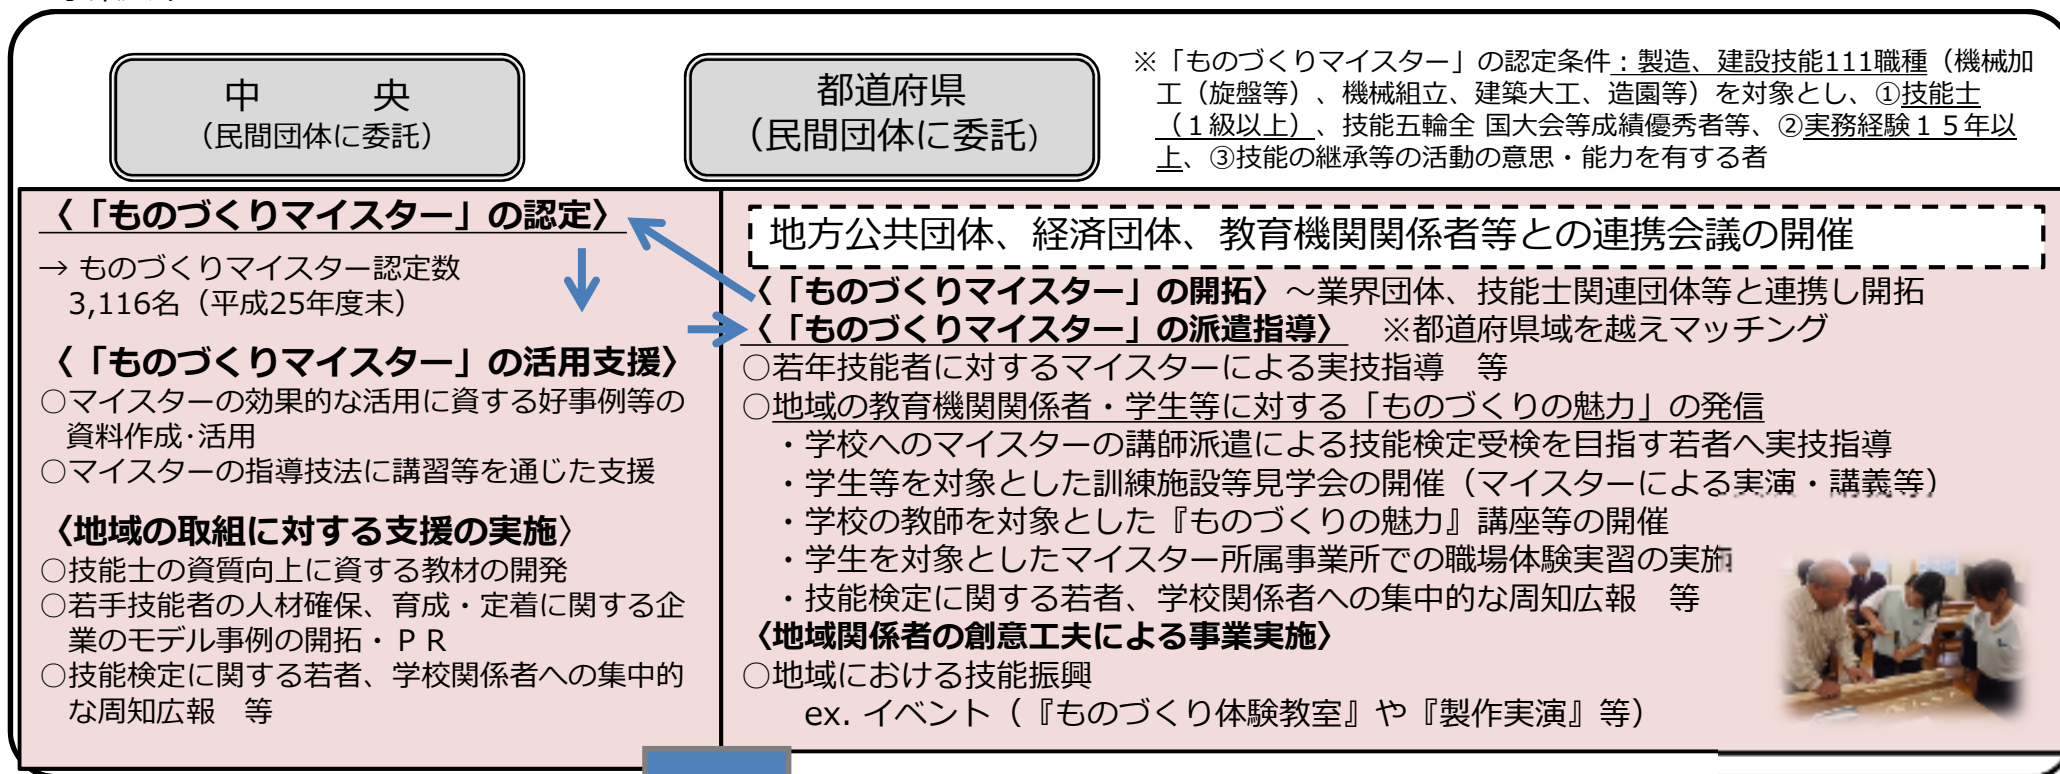 中　　　央
（民間団体に委託）
都道府県
（民間団体に委託）
※「ものづくりマイスター」の認定条件：製造、建設技能111職種（機械加
工（旋盤等）、機械組立、建築大工、造園等）を対象とし、①技能士
（１級以上）、技能五輪全 国大会等成績優秀者等、②実務経験１５年以
上、③技能の継承等の活動の意思・能力を有する者
〈「ものづくりマイスター」の認定〉
→ ものづくりマイスター認定数
3,116名（平成25年度末）
〈「ものづくりマイスター」の活用支援〉
○マイスターの効果的な活用に資する好事例等の
資料作成･活用
○マイスターの指導技法に講習等を通じた支援
〈地域の取組に対する支援の実施〉
○技能士の資質向上に資する教材の開発
○若手技能者の人材確保、育成・定着に関する企
業のモデル事例の開拓・ＰＲ
○技能検定に関する若者、学校関係者への集中的
な周知広報　等
地方公共団体、経済団体、教育機関関係者等との連携会議の開催
〈「ものづくりマイスター」の開拓〉～業界団体、技能士関連団体等と連携し開拓
〈「ものづくりマイスター」の派遣指導〉　※都道府県域を越えマッチング
○若年技能者に対するマイスターによる実技指導　等
○地域の教育機関関係者・学生等に対する「ものづくりの魅力」の発信
・学校へのマイスターの講師派遣による技能検定受検を目指す若者へ実技指導
・学生等を対象とした訓練施設等見学会の開催（マイスターによる実演・講義等）
・学校の教師を対象とした『ものづくりの魅力』講座等の開催
・学生を対象としたマイスター所属事業所での職場体験実習の実施
・技能検定に関する若者、学校関係者への集中的な周知広報　等
〈地域関係者の創意工夫による事業実施〉
○地域における技能振興
ex. イベント（『ものづくり体験教室』や『製作実演』等）